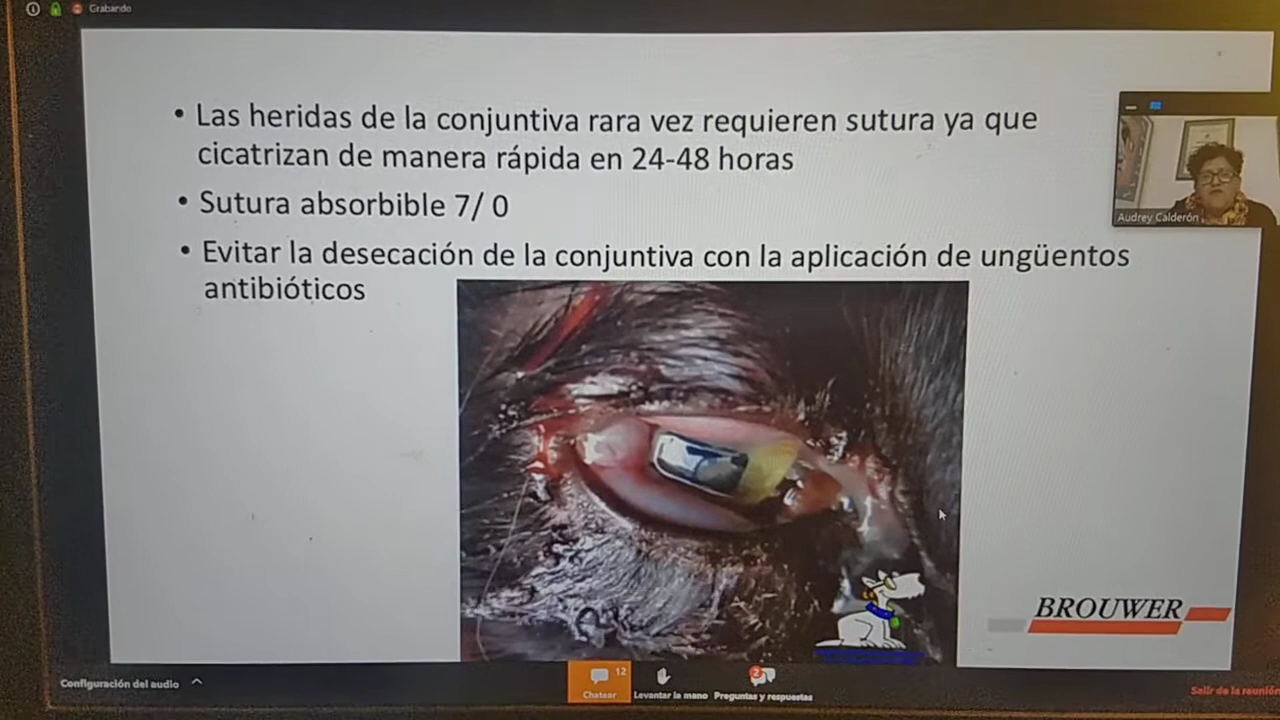 Grabando
• Las heridas de la conjuntiva rara vez requieren sutura ya que
cicatrizan de manera rápida en 24-48 horas
• Sutura absorbible 7/ 0
• Evitar la desecación de la conjuntiva con la aplicación de ungüentos
antibióticos
Audrey Calderón
BROUWER
Configuración del audio
12
Chatear
Levantar la mano
2
Preguntas y respuestas
Salir de la reunión